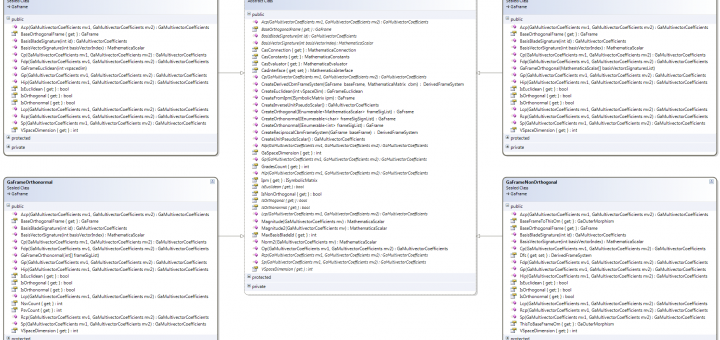 Sealed Class
→ GaFrame
public
Acp(GaMultivectorCoefficients mv1, GaMultivectorCoefficients mv2) : GaMultivectorCoefficients
BaseOrthogonalFrame { get; } : GaFrame
BasisBladeSignature(int id) : GaMultivectorCoefficients
BasisVectorSignature(int basisVectorIndex) : MathematicaScalar
Cp(GaMultivectorCoefficients mv1, GaMultivectorCoefficients mv2) : GaMultivectorCoefficients
Fdp(GaMultivectorCoefficients mv1, GaMultivectorCoefficients mv2) : GaMultivectorCoefficients
GaFrameEuclidean(int vspacedim)
Gp(GaMultivectorCoefficients mv1, GaMultivectorCoefficients mv2) : GaMultivectorCoefficients
Hip(GaMultivectorCoefficients mv1, GaMultivectorCoefficients mv2) : GaMultivectorCoefficients
IsEuclidean { get; } : bool
IsOrthogonal { get; } : bool
IsOrthonormal { get; } : bool
Lcp(GaMultivectorCoefficients mv1, GaMultivectorCoefficients mv2) : GaMultivectorCoefficients
Rcp(GaMultivectorCoefficients mv1, GaMultivectorCoefficients mv2) : GaMultivectorCoefficients
Sp(GaMultivectorCoefficients mv1, GaMultivectorCoefficients mv2) : GaMultivectorCoefficients
VSpaceDimension { get; } : int
protected
private
GaFrameOrthonormal
Sealed Class
→ GaFrame
public
Acp(GaMultivectorCoefficients mv1, GaMultivectorCoefficients mv2) : GaMultivectorCoefficients
BaseOrthogonalFrame { get; } : GaFrame
BasisBladeSignature(int id) : GaMultivectorCoefficients
BasisVectorSignature(int basisVectorIndex) : MathematicaScalar
Cp(GaMultivectorCoefficients mv1, GaMultivectorCoefficients mv2) : GaMultivectorCoefficients
Fdp(GaMultivectorCoefficients mv1, GaMultivectorCoefficients mv2) : GaMultivectorCoefficients
GaFrameOrthonormal(int[] frameSigList)
Gp(GaMultivectorCoefficients mv1, GaMultivectorCoefficients mv2) : GaMultivectorCoefficients
Hip(GaMultivectorCoefficients mv1, GaMultivectorCoefficients mv2) : GaMultivectorCoefficients
IsEuclidean { get; } : bool
IsOrthogonal { get; } : bool
IsOrthonormal { get; } : bool
Lcp(GaMultivectorCoefficients mv1, GaMultivectorCoefficients mv2) : GaMultivectorCoefficients
NsvCount { get; } : int
PsvCount { get; } : int
Rcp(GaMultivectorCoefficients mv1, GaMultivectorCoefficients mv2) : GaMultivectorCoefficients
Sp(GaMultivectorCoefficients mv1, GaMultivectorCoefficients mv2) : GaMultivectorCoefficients
VSpaceDimension { get; } : int
protected
Abstract Class
public
Acp(GaMultivectorCoefficients mv1, GaMultivectorCoefficients mv2) : GaMultivectorCoefficients
BaseOrthogonalFrame { get; } : GaFrame
BasisBladeSignature(int id) : GaMultivectorCoefficients
BasisVectorSignature(int basisVectorIndex) : MathematicaScalar
CasConnection { get; } : MathematicaConnection
CasConstants { get; } : MathematicaConstants
CasEvaluator { get; } : MathematicaEvaluator
CasInterface { get; set; } : MathematicaInterface
Cp(GaMultivectorCoefficients mv1, GaMultivectorCoefficients mv2) : GaMultivectorCoefficients
CreateDerivedCbmFrameSystem(GaFrame baseFrame, MathematicaMatrix cbm) : DerivedFrameSystem
CreateEuclidean(int vSpaceDim) : GaFrameEuclidean
CreateFromIpm(ISymbolicMatrix ipm) : GaFrame
CreateInverseUnitPseudoScalar() : GaMultivectorCoefficients
CreateOrthogonal(IEnumerable<MathematicaScalar> frameSigList) : GaFrame
CreateOrthonormal(IEnumerable<char> frameSigSignList) : GaFrame
CreateOrthonormal(IEnumerable<int> frameSigList) : GaFrame
CreateReciprocalCbmFrameSystem(GaFrame baseFrame) : DerivedFrameSystem
CreateUnitPseudoScalar() : GaMultivectorCoefficients
Fdp(GaMultivectorCoefficients mv1, GaMultivectorCoefficients mv2) : GaMultivectorCoefficients
GaSpaceDimension { get; } : int
Gp(GaMultivectorCoefficients mv1, GaMultivectorCoefficients mv2) : GaMultivectorCoefficients
GradesCount { get; } : int
Hip(GaMultivectorCoefficients mv1, GaMultivectorCoefficients mv2) : GaMultivectorCoefficients
Ipm { get; } : ISymbolicMatrix
IsEuclidean { get; } : bool
IsNonOrthogonal { get; } : bool
IsOrthogonal { get; } : bool
IsOrthonormal { get; } : bool
Lcp(GaMultivectorCoefficients mv1, GaMultivectorCoefficients mv2) : GaMultivectorCoefficients
Magnitude(GaMultivectorCoefficients mv) : MathematicaScalar
Magnitude2(GaMultivectorCoefficients mv) : MathematicaScalar
MaxBasisBladeId { get; } : int
Norm2(GaMultivectorCoefficients mv) : MathematicaScalar
Op(GaMultivectorCoefficients mv1, GaMultivectorCoefficients mv2) : GaMultivectorCoefficients
Rcp(GaMultivectorCoefficients mv1, GaMultivectorCoefficients mv2) : GaMultivectorCoefficients
Sp(GaMultivectorCoefficients mv1, GaMultivectorCoefficients mv2) : GaMultivectorCoefficients
VSpaceDimension { get; } : int
protected
private
Sealed Class
→ GaFrame
public
Acp(GaMultivectorCoefficients mv1, GaMultivectorCoefficients mv2) : GaMultivectorCoefficients
BaseOrthogonalFrame { get; } : GaFrame
BasisBladeSignature(int id) : GaMultivectorCoefficients
BasisVectorSignature(int basisVectorIndex) : MathematicaScalar
Cp(GaMultivectorCoefficients mv1, GaMultivectorCoefficients mv2) : GaMultivectorCoefficients
Fdp(GaMultivectorCoefficients mv1, GaMultivectorCoefficients mv2) : GaMultivectorCoefficients
GaFrameOrthogonal(MathematicaScalar[] basisVectorsSignaturesList)
Gp(GaMultivectorCoefficients mv1, GaMultivectorCoefficients mv2) : GaMultivectorCoefficients
Hip(GaMultivectorCoefficients mv1, GaMultivectorCoefficients mv2) : GaMultivectorCoefficients
IsEuclidean { get; } : bool
IsOrthogonal { get; } : bool
IsOrthonormal { get; } : bool
Lcp(GaMultivectorCoefficients mv1, GaMultivectorCoefficients mv2) : GaMultivectorCoefficients
Rcp(GaMultivectorCoefficients mv1, GaMultivectorCoefficients mv2) : GaMultivectorCoefficients
Sp(GaMultivectorCoefficients mv1, GaMultivectorCoefficients mv2) : GaMultivectorCoefficients
VSpaceDimension { get; } : int
protected
private
GaFrameNonOrthogonal
Sealed Class
→ GaFrame
public
Acp(GaMultivectorCoefficients mv1, GaMultivectorCoefficients mv2) : GaMultivectorCoefficients
BaseFrameToThisOm { get; } : GaOuterMorphism
BaseOrthogonalFrame { get; } : GaFrame
BasisBladeSignature(int id) : GaMultivectorCoefficients
BasisVectorSignature(int basisVectorIndex) : MathematicaScalar
Cp(GaMultivectorCoefficients mv1, GaMultivectorCoefficients mv2) : GaMultivectorCoefficients
Dfs { get; set; } : DerivedFrameSystem
Fdp(GaMultivectorCoefficients mv1, GaMultivectorCoefficients mv2) : GaMultivectorCoefficients
Gp(GaMultivectorCoefficients mv1, GaMultivectorCoefficients mv2) : GaMultivectorCoefficients
Hip(GaMultivectorCoefficients mv1, GaMultivectorCoefficients mv2) : GaMultivectorCoefficients
IsEuclidean { get; } : bool
IsOrthogonal { get; } : bool
IsOrthonormal { get; } : bool
Lcp(GaMultivectorCoefficients mv1, GaMultivectorCoefficients mv2) : GaMultivectorCoefficients
Rcp(GaMultivectorCoefficients mv1, GaMultivectorCoefficients mv2) : GaMultivectorCoefficients
Sp(GaMultivectorCoefficients mv1, GaMultivectorCoefficients mv2) : GaMultivectorCoefficients
ThisToBaseFrameOm { get; } : GaOuterMorphism
VSpaceDimension { get; } : int
protected